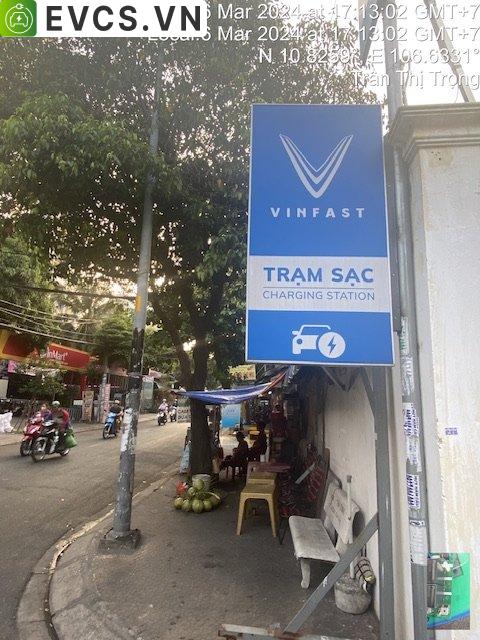 EVCS.VN
Mar 2024 at 17:13:02 GMT+7
Mar 2024 at 17:13:02 GMT+7
N 10.8259°, E 106.6331°
Trần Thị Trọng
VINFAST
TRẠM SẠC
CHARGING STATION